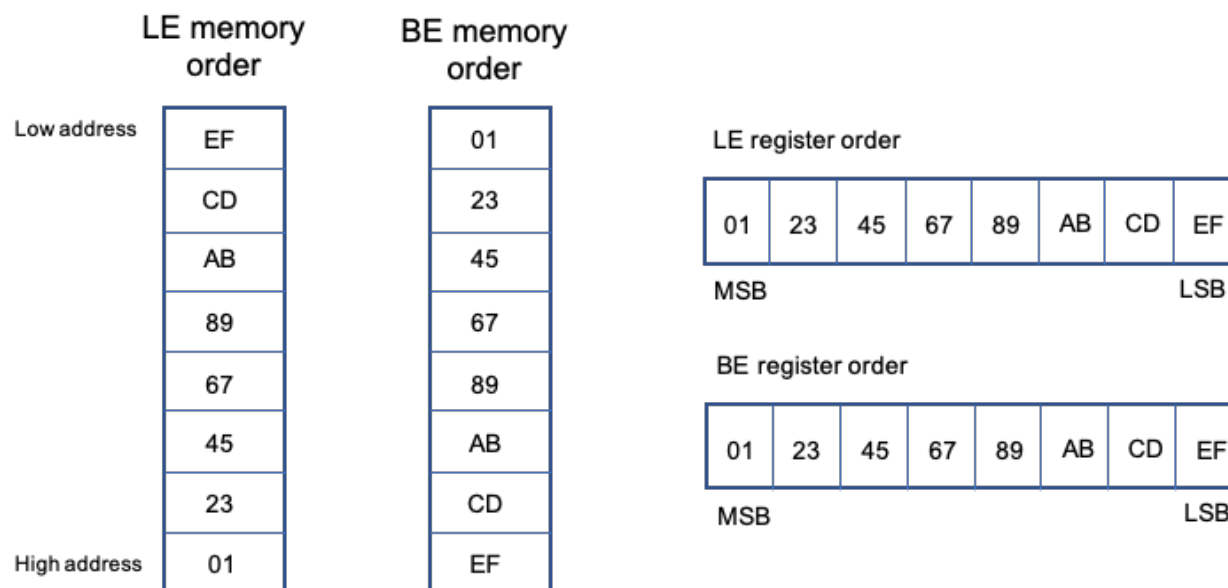 LE memory
order
BE memory
order
Low address
EF
CD
AB
89
67
45
23
High address
01
01
23
45
67
89
AB
CD
EF
LE register order
01 23 45 67 89 AB CD EF
MSB LSB
BE register order
01 23 45 67 89 AB CD EF
MSB LSB